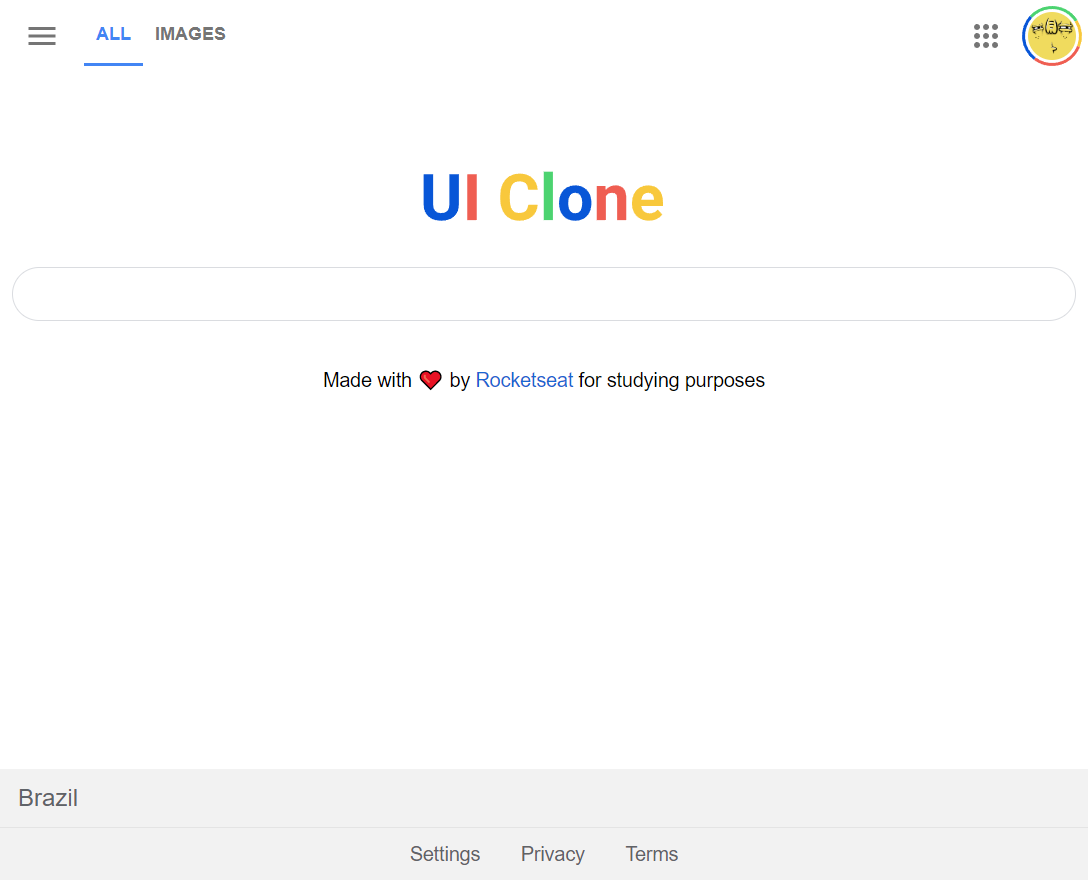 ALL IMAGES
UI Clone
Made with ❤️ by Rocketseat for studying purposes
Brazil
Settings Privacy Terms